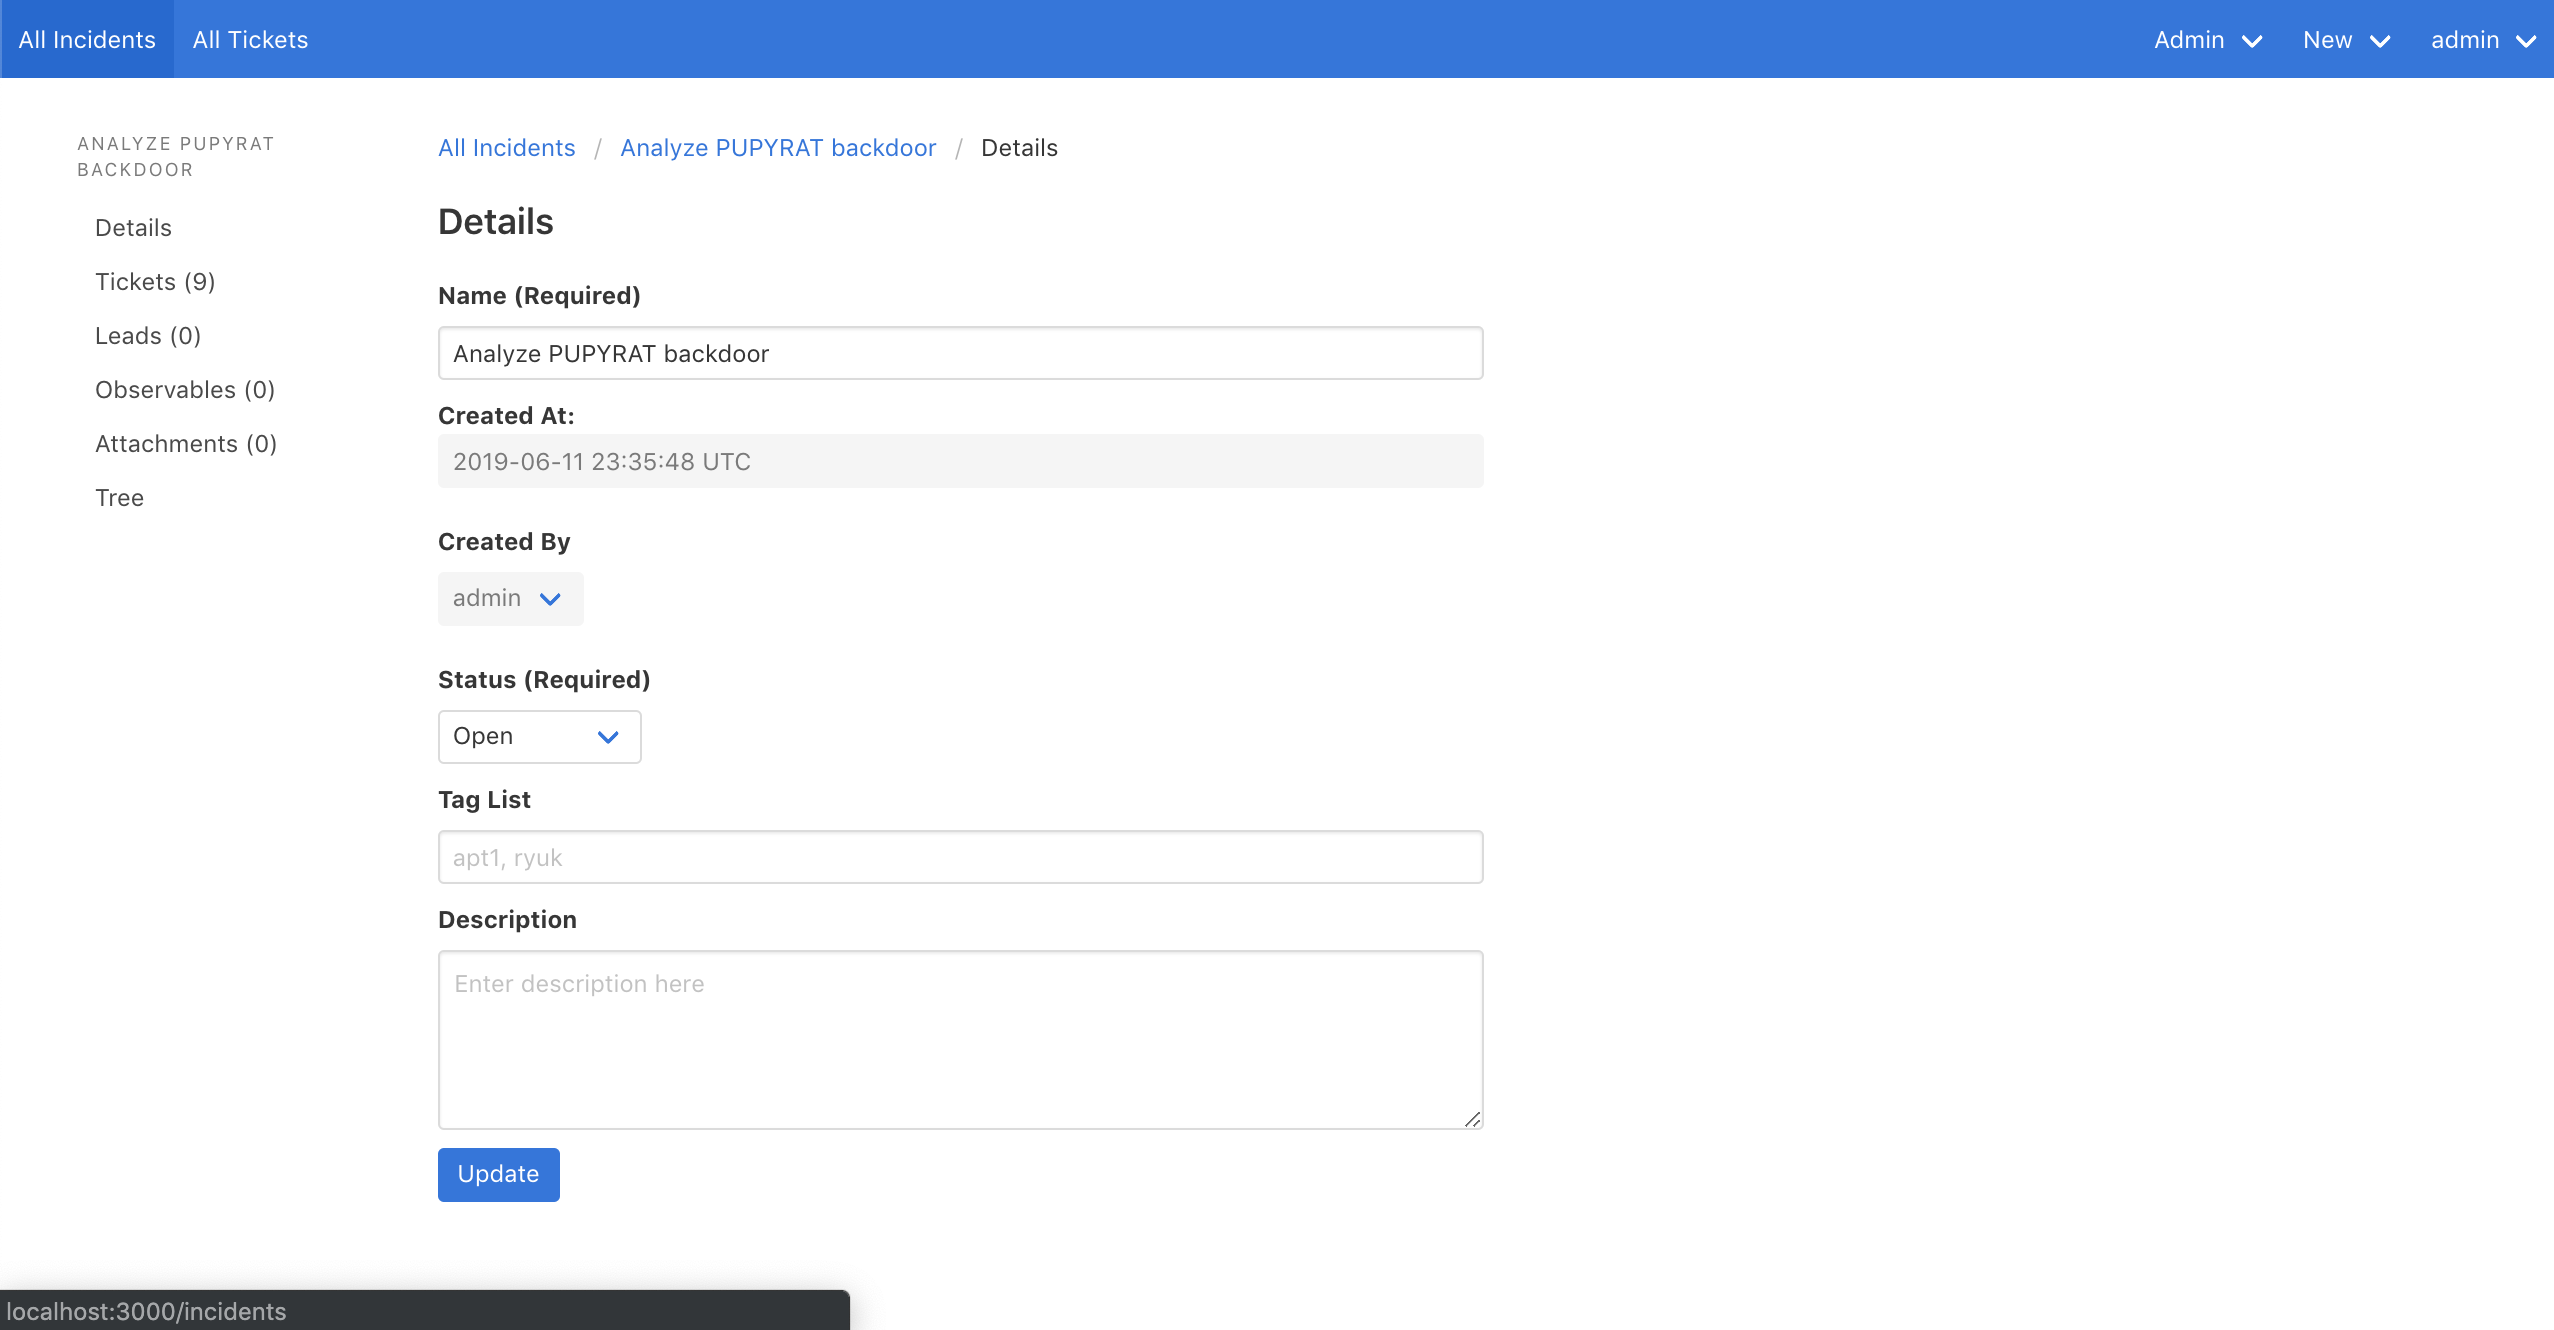 All Incidents All Tickets Admin New admin
ANALYZE PUPYRAT
BACKDOOR
Details
Tickets (9)
Leads (0)
Observables (0)
Attachments (0)
Tree
All Incidents / Analyze PUPYRAT backdoor / Details
Details
Name (Required)
Analyze PUPYRAT backdoor
Created At:
2019-06-11 23:35:48 UTC
Created By
admin
Status (Required)
Open
Tag List
apt1, ryuk
Description
Enter description here
Update
localhost:3000/incidents